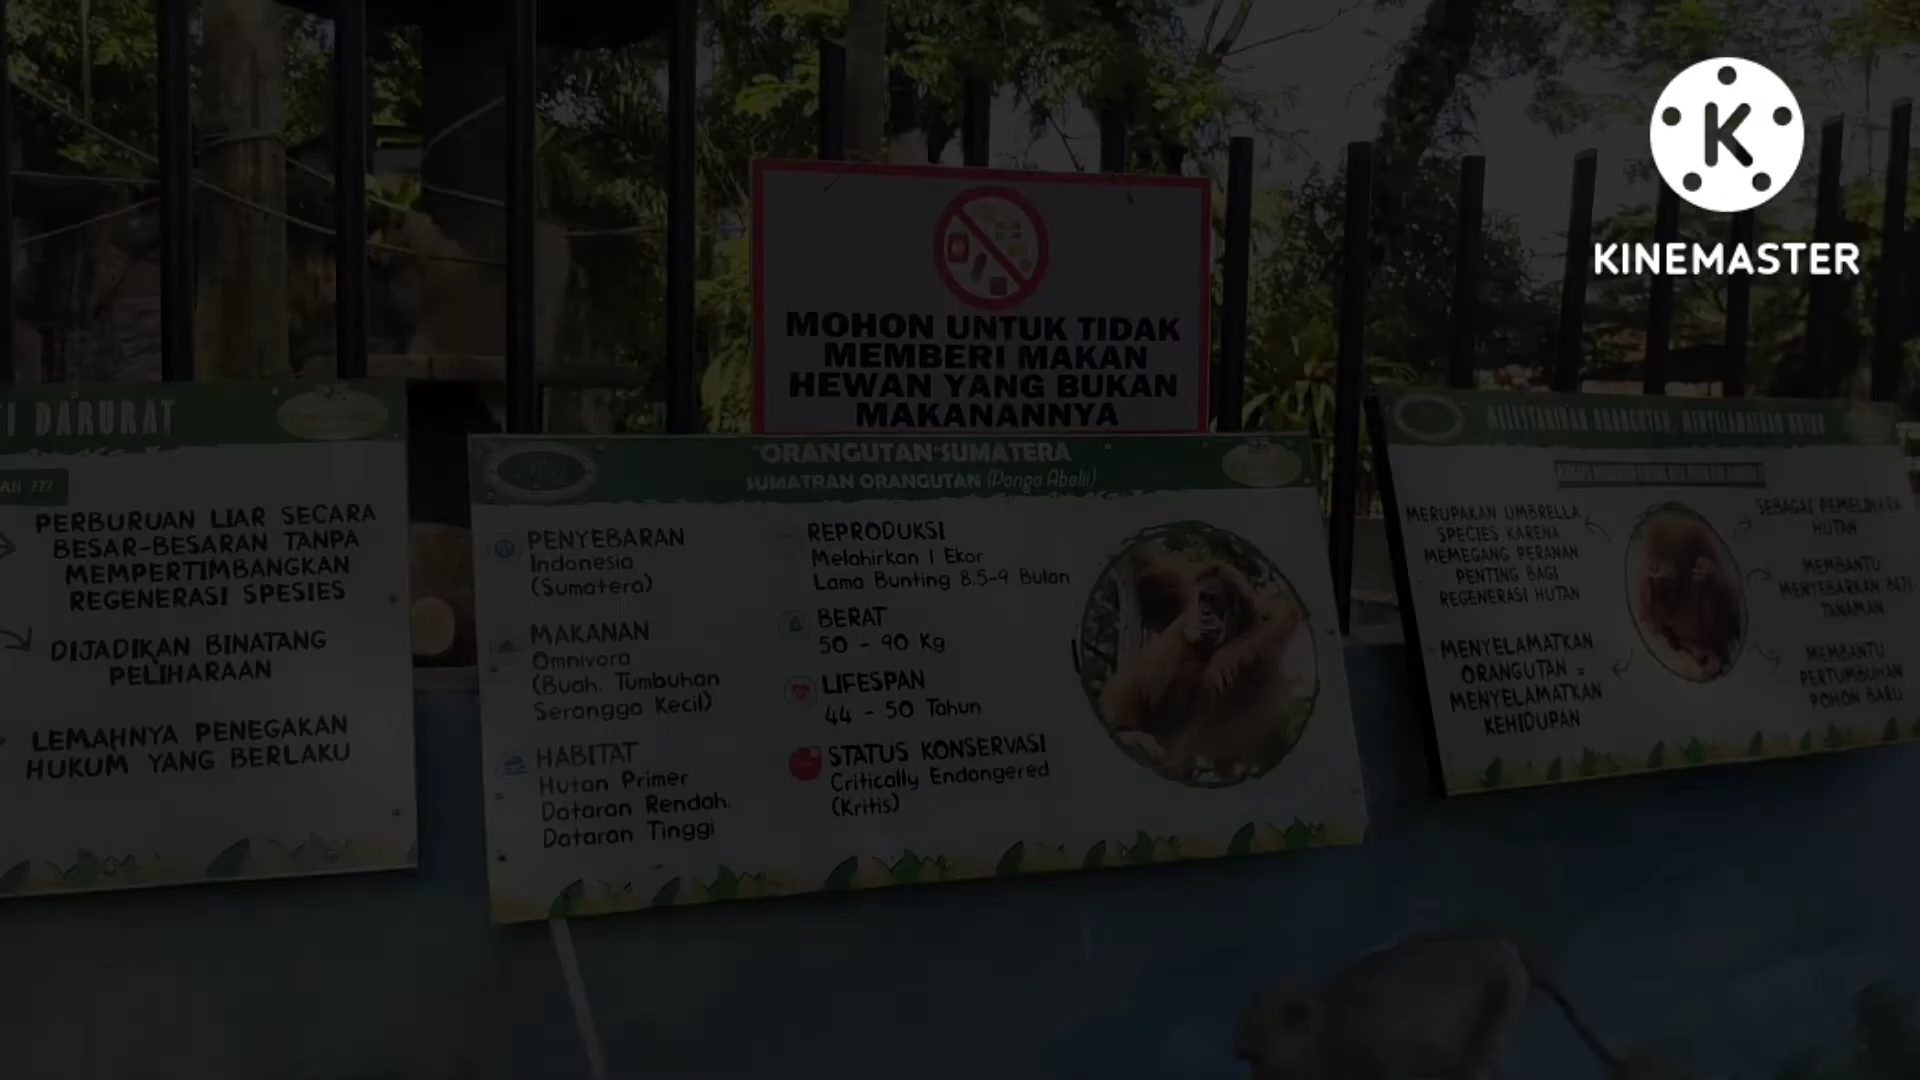 KINEMASTER
MOHON UNTUK TIDAK
MEMBERI MAKAN
HEWAN YANG BUKAN
MAKANANNYA
DARURAT
PERBURUAN LIAR SECARA
BESAR-BESARAN TANPA
MEMPERTIMBANGKAN
REGENERASI SPESIES
DIJADIKAN BINATANG
PELIHARAAN
LEMAHNYA PENEGAKAN
HUKUM YANG BERLAKU
ORANGUTAN SUMATERA
SUMATRAN ORANGUTAN (Pongo Abelii)
PENYEBARAN
Indonesia
(Sumatera)
MAKANAN
Omnivora
(Buah, Tumbuhan
Serangga Kecil)
HABITAT
Hutan Primer
Dataran Rendah,
Dataran Tinggi
REPRODUKSI
Melahirkan 1 Ekor
Lama Bunting 8.5-9 Bulan
BERAT
50 - 90 Kg
LIFESPAN
44 - 50 Tahun
STATUS KONSERVASI
Critically Endangered
(Kritis)
MERUPAKAN UMBRELLA
SPECIES KARENA
MEMEGANG PERANAN
PENTING BAGI
REGENERASI HUTAN
MENYELAMATKAN
ORANGUTAN =
MENYELAMATKAN
KEHIDUPAN
SEBAGAI PEMELIHARA
HUTAN
MEMBANTU
MENYEBARKAN BIJI
TANAMAN
MEMBANTU
PERTUMBUHAN
POHON BARU